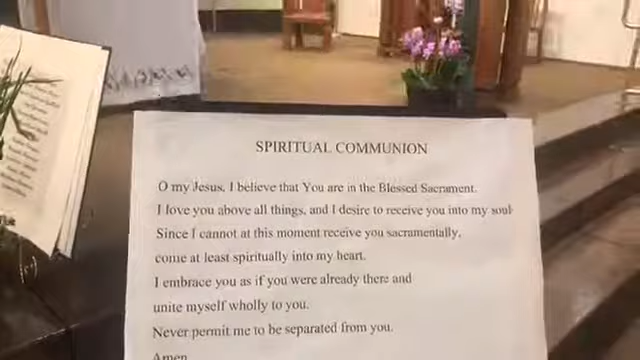 SPIRITUAL COMMUNION
O my Jesus, I believe that You are in the Blessed Sacrament.
I love you above all things, and I desire to receive you into my soul
Since I cannot at this moment receive you sacramentally,
come at least spiritually into my heart.
I embrace you as if you were already there and
unite myself wholly to you.
Never permit me to be separated from you.
Amen